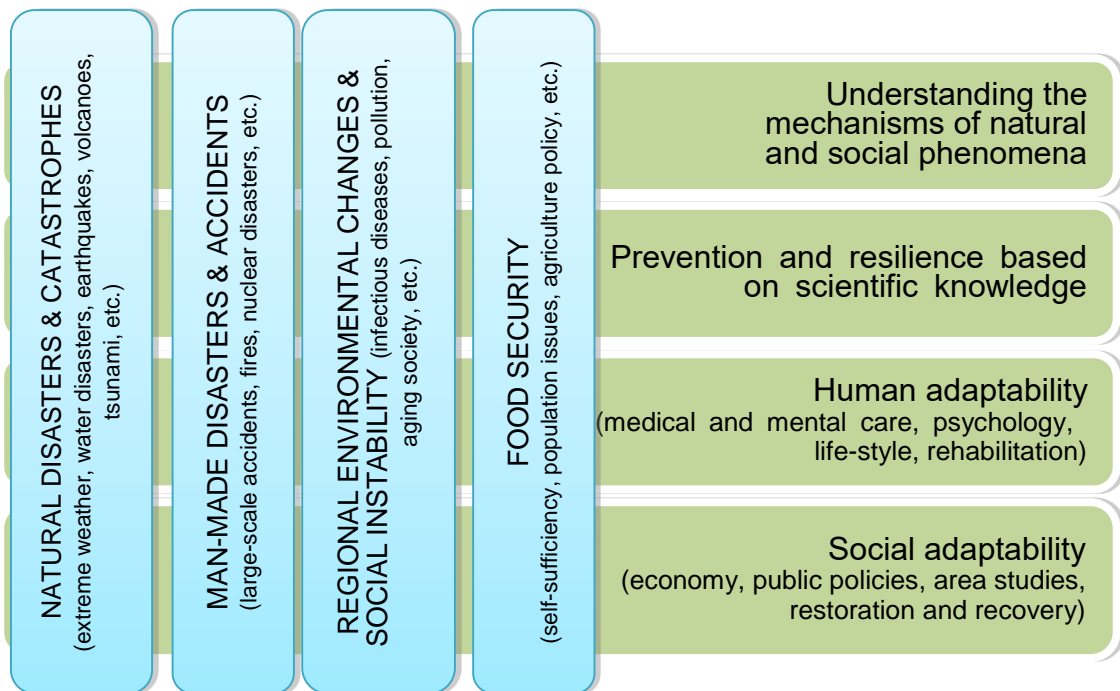 NATURAL DISASTERS & CATASTROPHES
(extreme weather, water disasters, earthquakes, volcanoes,
tsunami, etc.)
MAN-MADE DISASTERS & ACCIDENTS
(large-scale accidents, fires, nuclear disasters, etc.)
REGIONAL ENVIRONMENTAL CHANGES &
SOCIAL INSTABILITY (infectious diseases, pollution,
aging society, etc.)
FOOD SECURITY
(self-sufficiency, population issues, agriculture policy, etc.)
Understanding the
mechanisms of natural
and social phenomena
Prevention and resilience based
on scientific knowledge
Human adaptability
(medical and mental care, psychology,
life-style, rehabilitation)
Social adaptability
(economy, public policies, area studies,
restoration and recovery)